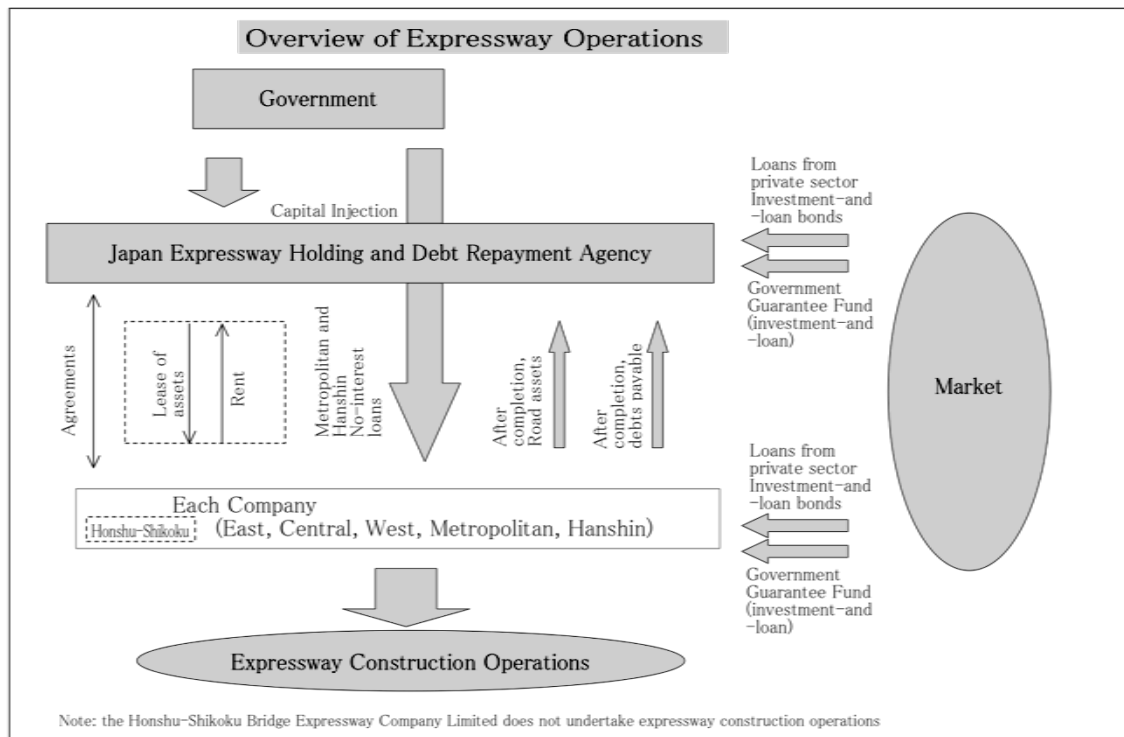 Overview of Expressway Operations
Government
Capital Injection
Japan Expressway Holding and Debt Repayment Agency
Loans from
private sector
Investment-and
-loan bonds
Government
Guarantee Fund
(investment-and
-loan)
Market
Agreements
Lease of
assets
Rent
Metropolitan and
Hanshin
No-interest
loans
After
completion,
Road assets
After
completion,
debts payable
Each Company
Honshu-Shikoku
(East, Central, West, Metropolitan, Hanshin)
Loans from
private sector
Investment-and
-loan bonds
Government
Guarantee Fund
(investment-and
-loan)
Expressway Construction Operations
Note: the Honshu-Shikoku Bridge Expressway Company Limited does not undertake expressway construction operations